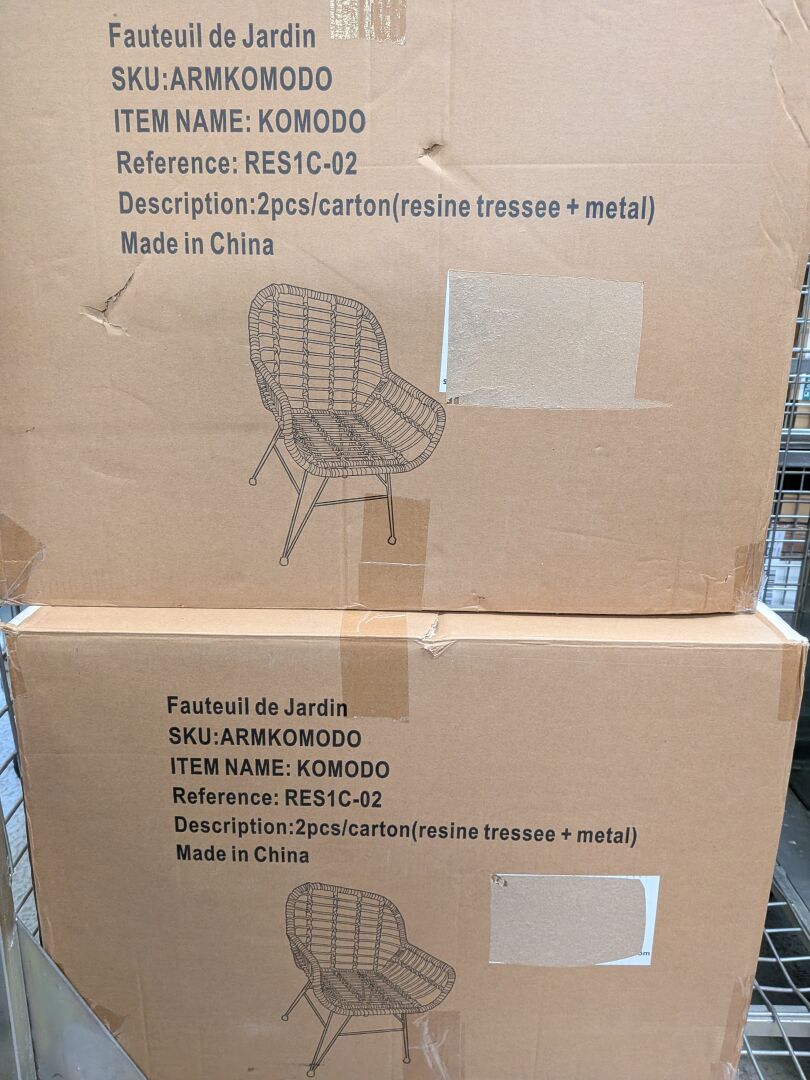 Fauteuil de Jardin
SKU:ARMKOMODO
ITEM NAME: KOMODO
Reference: RES1C-02
Description:2pcs/carton(resine tressee + metal)
Made in China
Fauteuil de Jardin
SKU:ARMKOMODO
ITEM NAME: KOMODO
Reference: RES1C-02
Description:2pcs/carton(resine tressee + metal)
Made in China